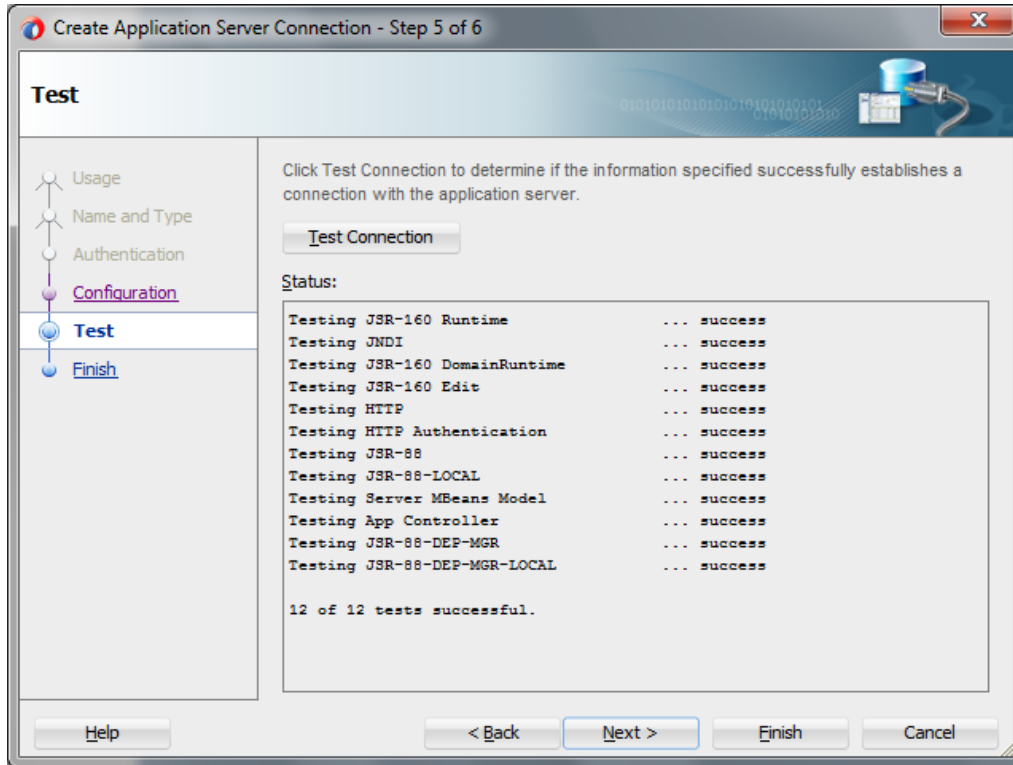 Create Application Server Connection - Step 5 of 6
Test
Usage
Name and Type
Authentication
Configuration
Test
Finish
Click Test Connection to determine if the information specified successfully establishes a
connection with the application server.
Test Connection
Status:
Testing JSR-160 Runtime ... success
Testing JNDI ... success
Testing JSR-160 DomainRuntime ... success
Testing JSR-160 Edit ... success
Testing HTTP ... success
Testing HTTP Authentication ... success
Testing JSR-88 ... success
Testing JSR-88-LOCAL ... success
Testing Server MBeans Model ... success
Testing App Controller ... success
Testing JSR-88-DEP-MGR ... success
Testing JSR-88-DEP-MGR-LOCAL ... success
12 of 12 tests successful.
Help
< Back
Next >
Finish
Cancel